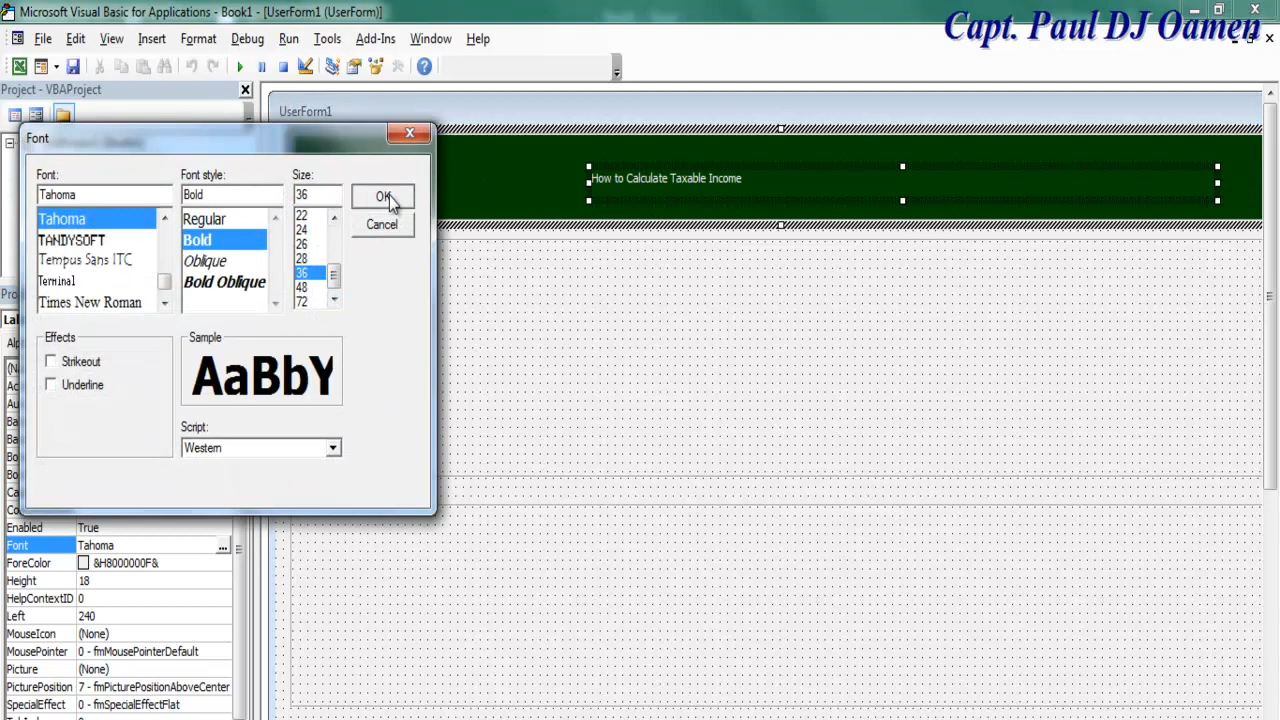 Microsoft Visual Basic for Applications - Book1 - [UserForm1 (UserForm)]
Capt. Paul DJ Oamen
File Edit View Insert Format Debug Run Tools Add-Ins Window Help
Project - VBAProject
UserForm1
Font
Font: Font style: Size:
Tahoma Bold 36 OK
Tahoma Regular 22
TANDYSOFT Bold 24 Cancel
Tempus Sans ITC Oblique 26
Terminal Bold Oblique 28
Times New Roman 36
48
72
How to Calculate Taxable Income
Effects Sample
Strikeout
Underline
AaBbY
Script:
Western
Enabled True
Font Tahoma ...
ForeColor &H8000000F&
Height 18
HelpContextID 0
Left 240
MouseIcon (None)
MousePointer 0 - fmMousePointerDefault
Picture (None)
PicturePosition 7 - fmPicturePositionAboveCenter
SpecialEffect 0 - fmSpecialEffectFlat